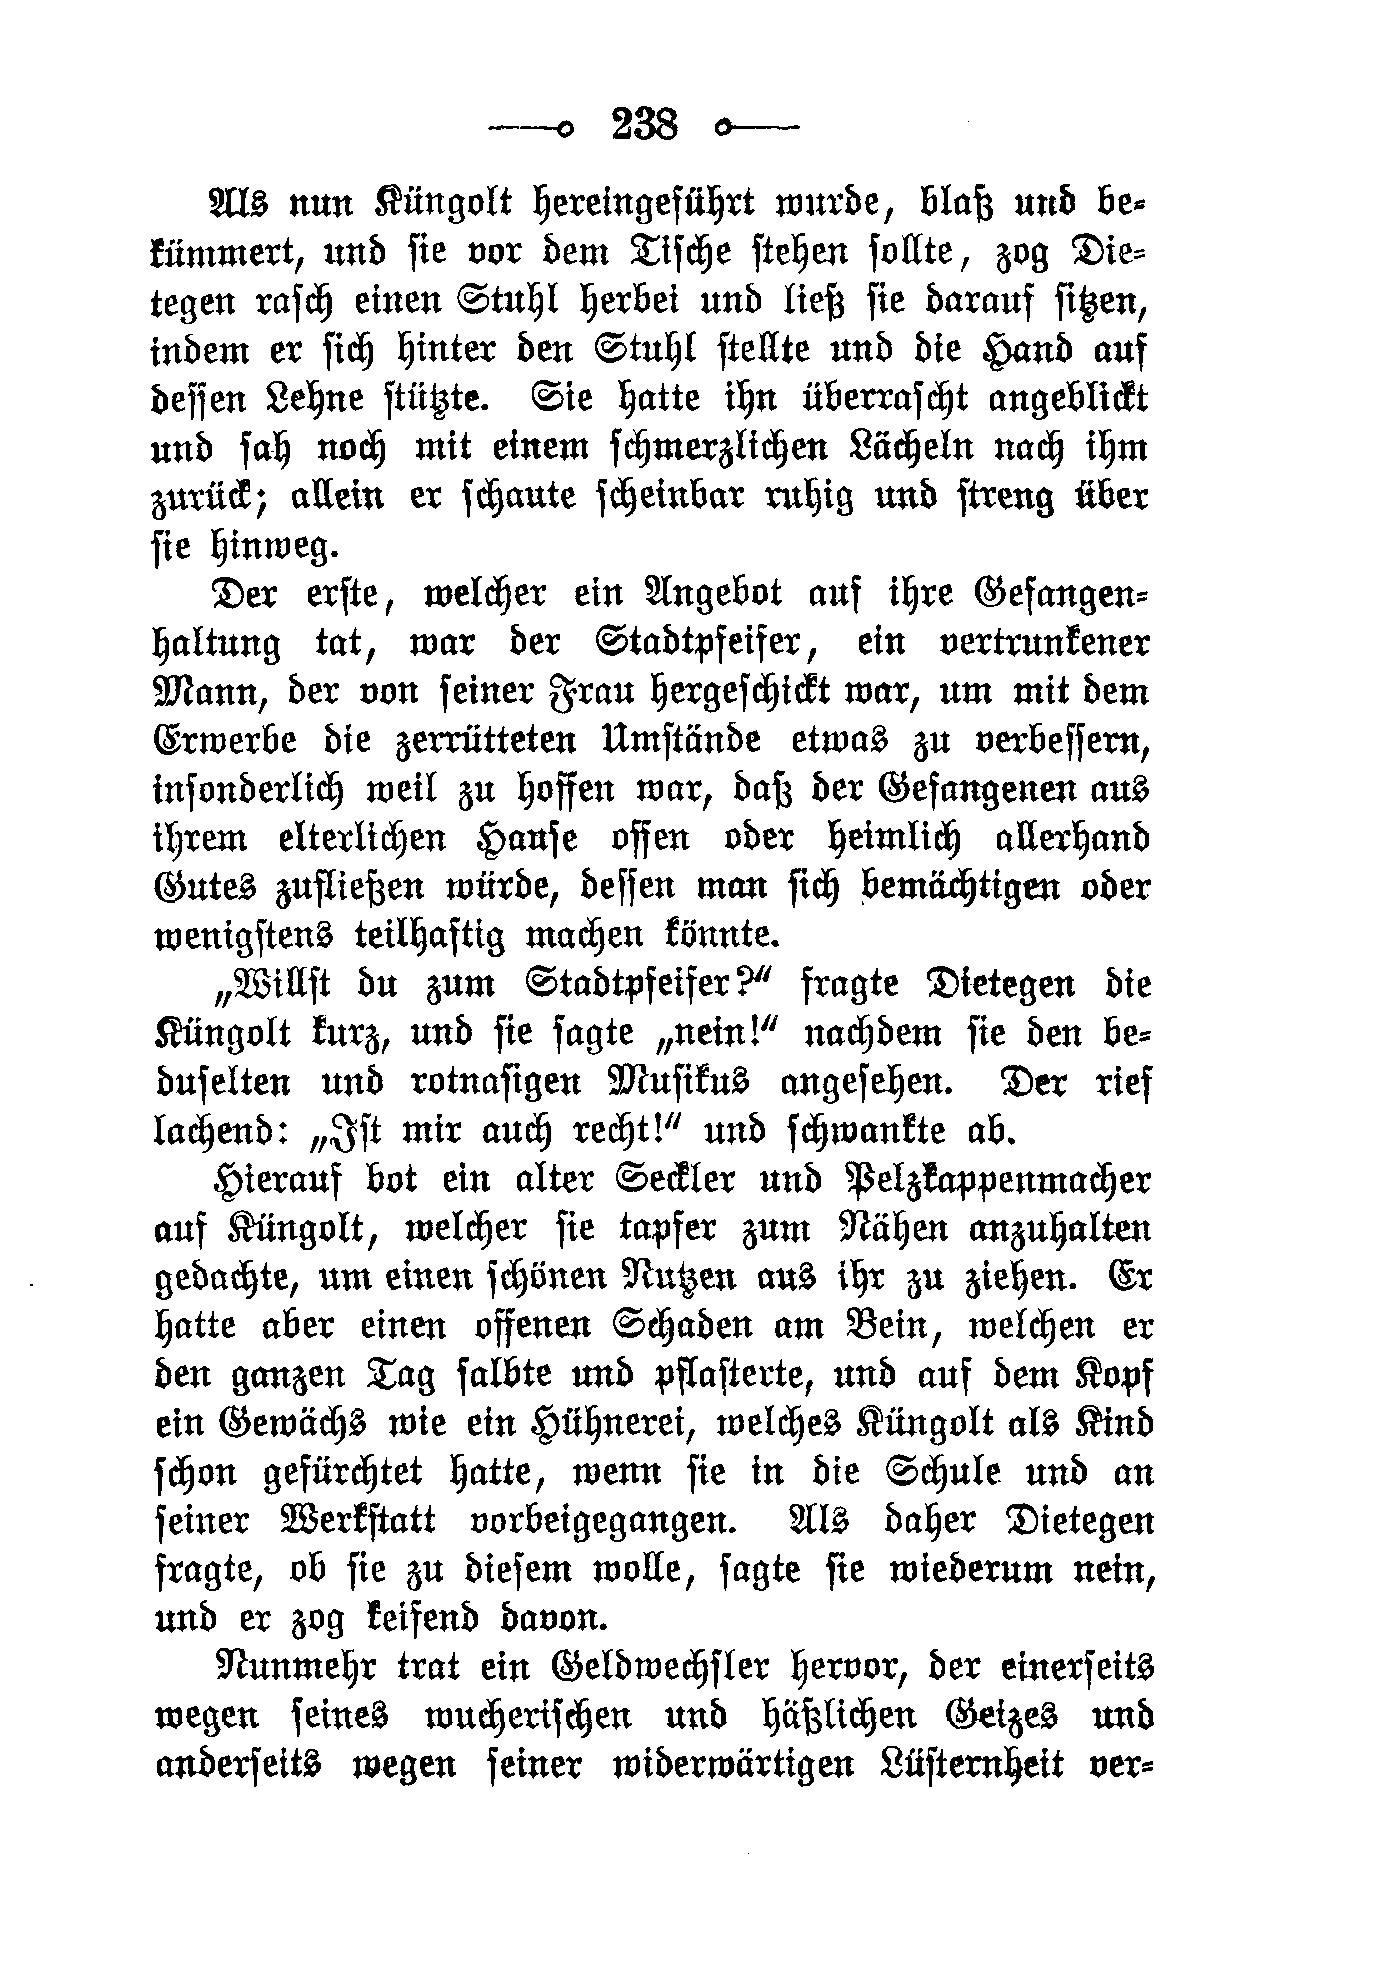 238
Als nun Küngolt hereingeführt wurde, blaß und be-
kümmert, und sie vor dem Tische stehen sollte, zog Die-
tegen rasch einen Stuhl herbei und ließ sie darauf sitzen,
indem er sich hinter den Stuhl stellte und die Hand auf
dessen Lehne stützte. Sie hatte ihn überrascht angeblickt
und sah noch mit einem schmerzlichen Lächeln nach ihm
zurück; allein er schaute scheinbar ruhig und streng über
sie hinweg.
Der erste, welcher ein Angebot auf ihre Gefangen-
haltung tat, war der Stadtpfeifer, ein vertrunkener
Mann, der von seiner Frau hergeschickt war, um mit dem
Erwerbe die zerrütteten Umstände etwas zu verbessern,
insonderlich weil zu hoffen war, daß der Gefangenen aus
ihrem elterlichen Hause offen oder heimlich allerhand
Gutes zufließen würde, dessen man sich bemächtigen oder
wenigstens teilhaftig machen könnte.
„Willst du zum Stadtpfeifer?“ fragte Dietegen die
Küngolt kurz, und sie sagte „nein!“ nachdem sie den be-
duselten und rotnasigen Musikus angesehen. Der rief
lachend: „Ist mir auch recht!“ und schwankte ab.
Hierauf bot ein alter Seckler und Pelzkappenmacher
auf Küngolt, welcher sie tapfer zum Nähen anzuhalten
gedachte, um einen schönen Nutzen aus ihr zu ziehen. Er
hatte aber einen offenen Schaden am Bein, welchen er
den ganzen Tag salbte und pflasterte, und auf dem Kopf
ein Gewächs wie ein Hühnerei, welches Küngolt als Kind
schon gefürchtet hatte, wenn sie in die Schule und an
seiner Werkstatt vorbeigegangen. Als daher Dietegen
fragte, ob sie zu diesem wolle, sagte sie wiederum nein,
und er zog keifend davon.
Nunmehr trat ein Geldwechsler hervor, der einerseits
wegen seines wucherischen und häßlichen Geizes und
anderseits wegen seiner widerwärtigen Lüsternheit ver-